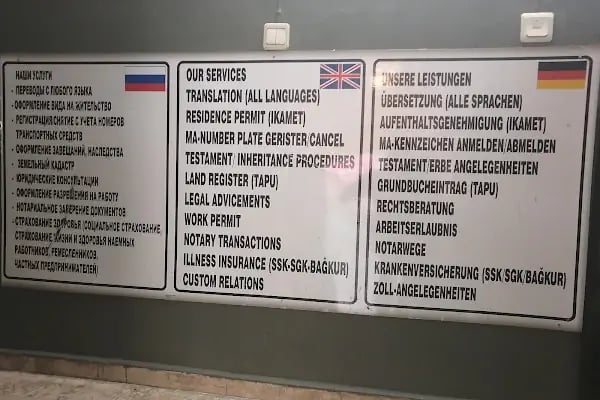 НАШИ УСЛУГИ
- ПЕРЕВОДЫ С ЛЮБОГО ЯЗЫКА
- ОФОРМЛЕНИЕ ВИДА НА ЖИТЕЛЬСТВО
- РЕГИСТРАЦИЯ/СНЯТИЕ С УЧЕТА НОМЕРОВ
ТРАНСПОРТНЫХ СРЕДСТВ
- ОФОРМЛЕНИЕ ЗАВЕЩАНИЙ, НАСЛЕДСТВА
- ЗЕМЕЛЬНЫЙ КАДАСТР
- ЮРИДИЧЕСКИЕ КОНСУЛЬТАЦИИ
- ОФОРМЛЕНИЕ РАЗРЕШЕНИЯ НА РАБОТУ
- НОТАРИАЛЬНОЕ ЗАВЕРЕНИЕ ДОКУМЕНТОВ
- СТРАХОВАНИЕ ЗДОРОВЬЯ (СОЦИАЛЬНОЕ СТРАХОВАНИЕ,
СТРАХОВАНИЕ ЖИЗНИ И ЗДОРОВЬЯ НАЕМНЫХ
РАБОТНИКОВ, РЕМЕСЛЕННИКОВ,
ЧАСТНЫХ ПРЕДПРИНИМАТЕЛЕЙ)
OUR SERVICES
TRANSLATION (ALL LANGUAGES)
RESIDENCE PERMIT (IKAMET)
MA-NUMBER PLATE GERISTER/CANCEL
TESTAMENT/ INHERITANCE PROCEDURES
LAND REGISTER (TAPU)
LEGAL ADVICEMENTS
WORK PERMIT
NOTARY TRANSACTIONS
ILLNESS INSURANCE (SSK-SGK-BAĞKUR)
CUSTOM RELATIONS
UNSERE LEISTUNGEN
ÜBERSETZUNG (ALLE SPRACHEN)
AUFENTHALTSGENEHMIGUNG (IKAMET)
MA-KENNZEICHEN ANMELDEN/ABMELDEN
TESTAMENT/ERBE ANGELEGENHEITEN
GRUNDBUCHEINTRAG (TAPU)
RECHTSBERATUNG
ARBEITSERLAUBNIS
NOTARWEGE
KRANKENVERSICHERUNG (SSK/SGK/BAĞKUR)
ZOLL-ANGELEGENHEITEN